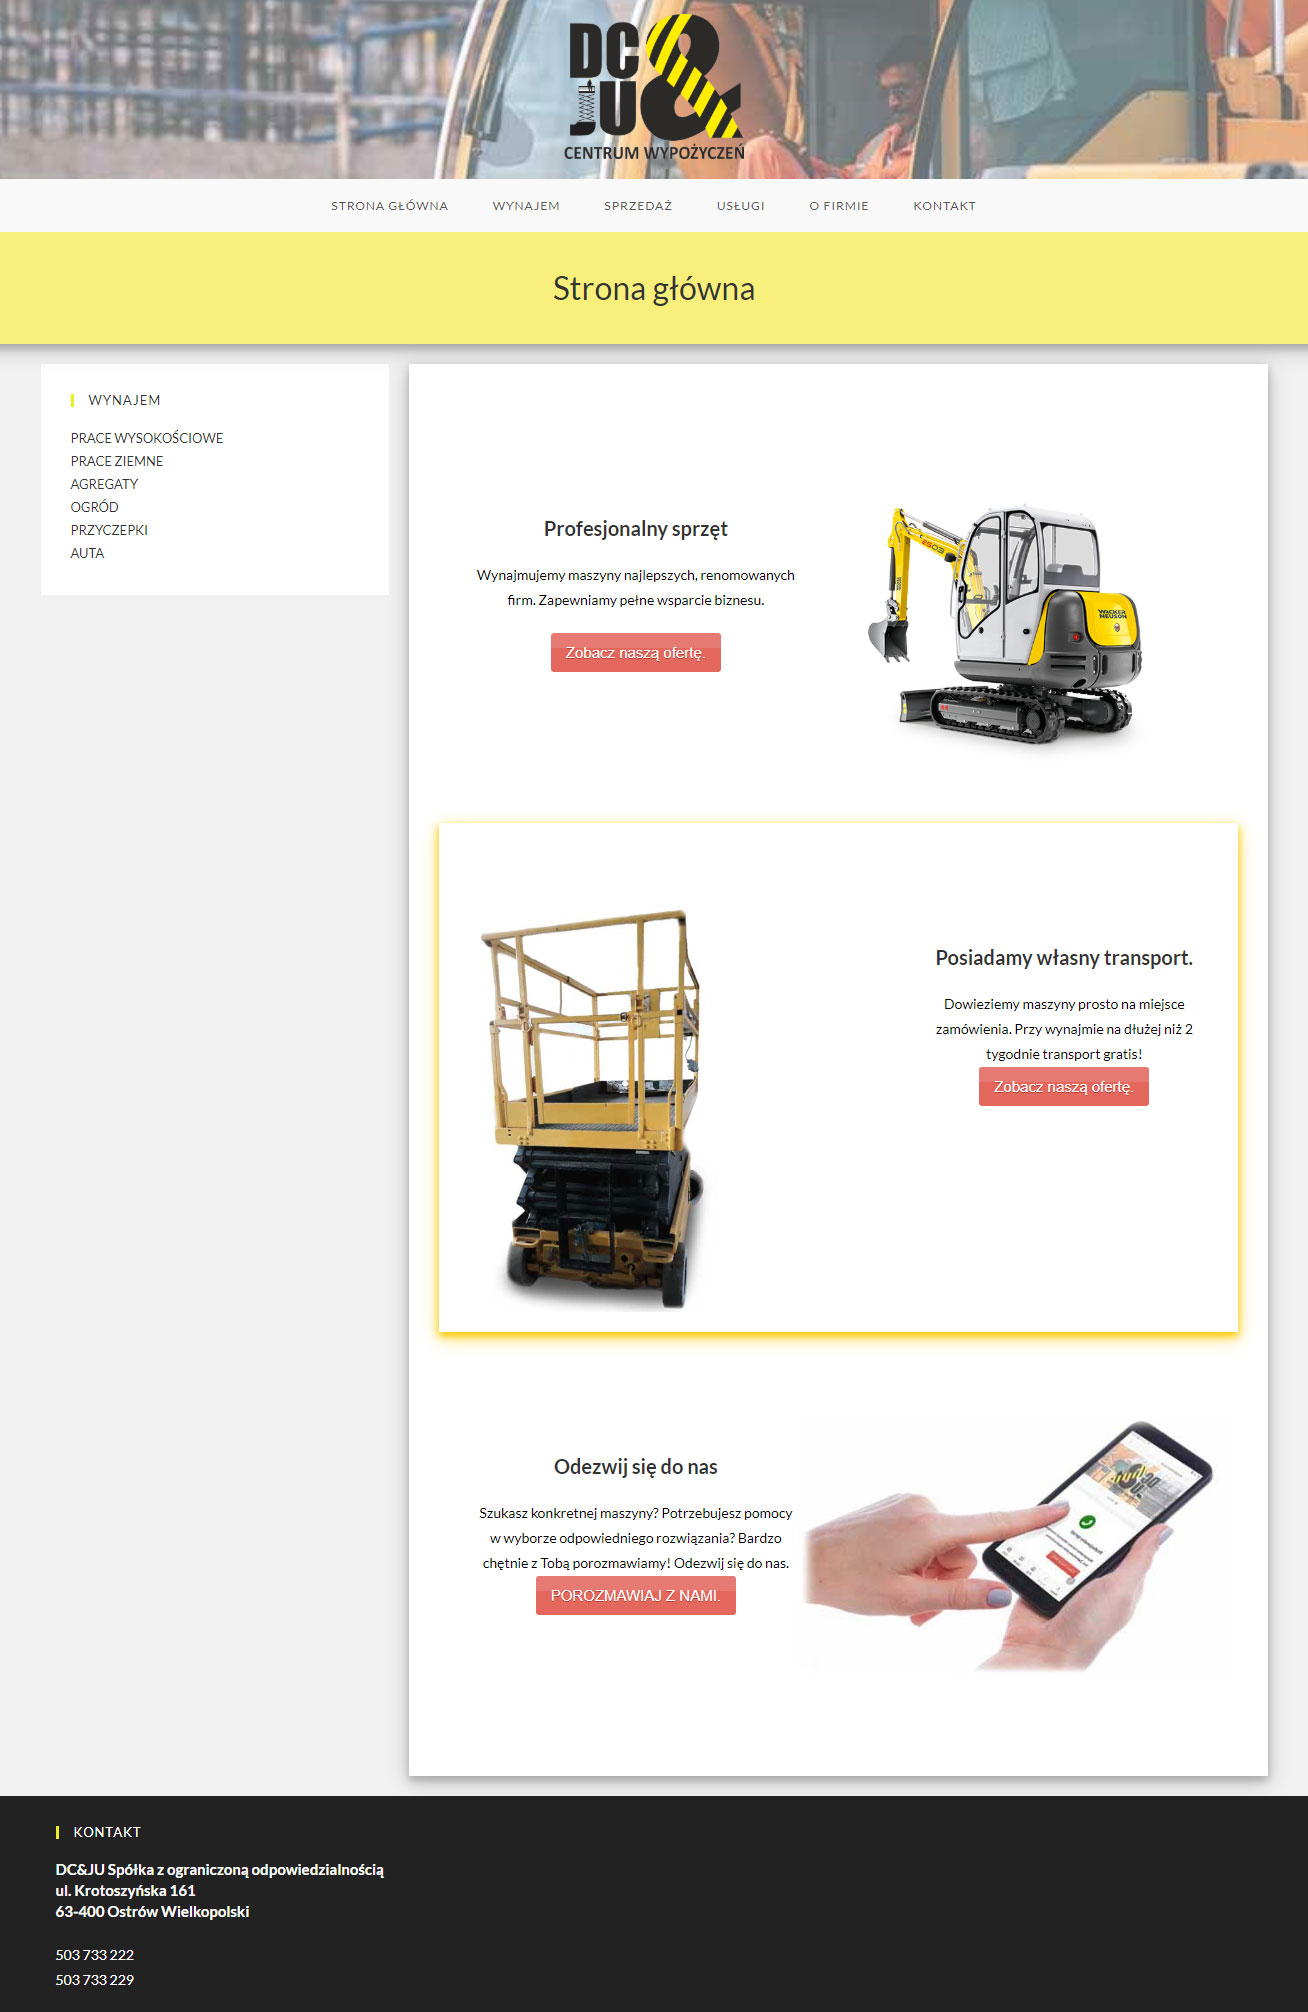 DC&
JU
CENTRUM WYPOŻYCZEŃ
STRONA GŁÓWNA
WYNAJEM
SPRZEDAŻ
USŁUGI
O FIRMIE
KONTAKT
Strona główna
WYNAJEM
PRACE WYSOKOŚCIOWE
PRACE ZIEMNE
AGREGATY
OGRÓD
PRZYCZEPKI
AUTA
Profesjonalny sprzęt
Wynajmujemy maszyny najlepszych, renomowanych
firm. Zapewniamy pełne wsparcie biznesu.
Zobacz naszą ofertę.
2503
WACKER
NEUSON
Posiadamy własny transport.
Dowieziemy maszyny prosto na miejsce
zamówienia. Przy wynajmie na dłużej niż 2
tygodnie transport gratis!
Zobacz naszą ofertę.
Odezwij się do nas
Szukasz konkretnej maszyny? Potrzebujesz pomocy
w wyborze odpowiedniego rozwiązania? Bardzo
chętnie z Tobą porozmawiamy! Odezwij się do nas.
POROZMAWIAJ Z NAMI.
KONTAKT
DC&JU Spółka z ograniczoną odpowiedzialnością
ul. Krotoszyńska 161
63-400 Ostrów Wielkopolski
503 733 222
503 733 229